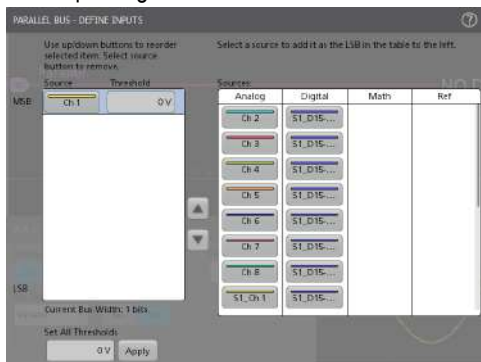 PARALLEL BUS - DEFINE INPUTS
Use up/down buttons to reorder
selected item. Select source
button to remove.
Select a source to add it as the LSB in the table to the left.
Source Threshold
Sources
MSB
Ch 1 0 V
Analog Digital Math Ref
Ch 2 S1_D15-...
Ch 3 S1_D15-...
Ch 4 S1_D15-...
Ch 5 S1_D15-...
Ch 6 S1_D15-...
Ch 7 S1_D15-...
Ch 8 S1_D15-...
S1_Ch 1 S1_D15-...
LSB
Current Bus Width: 1 bits
Set All Thresholds
0 V Apply